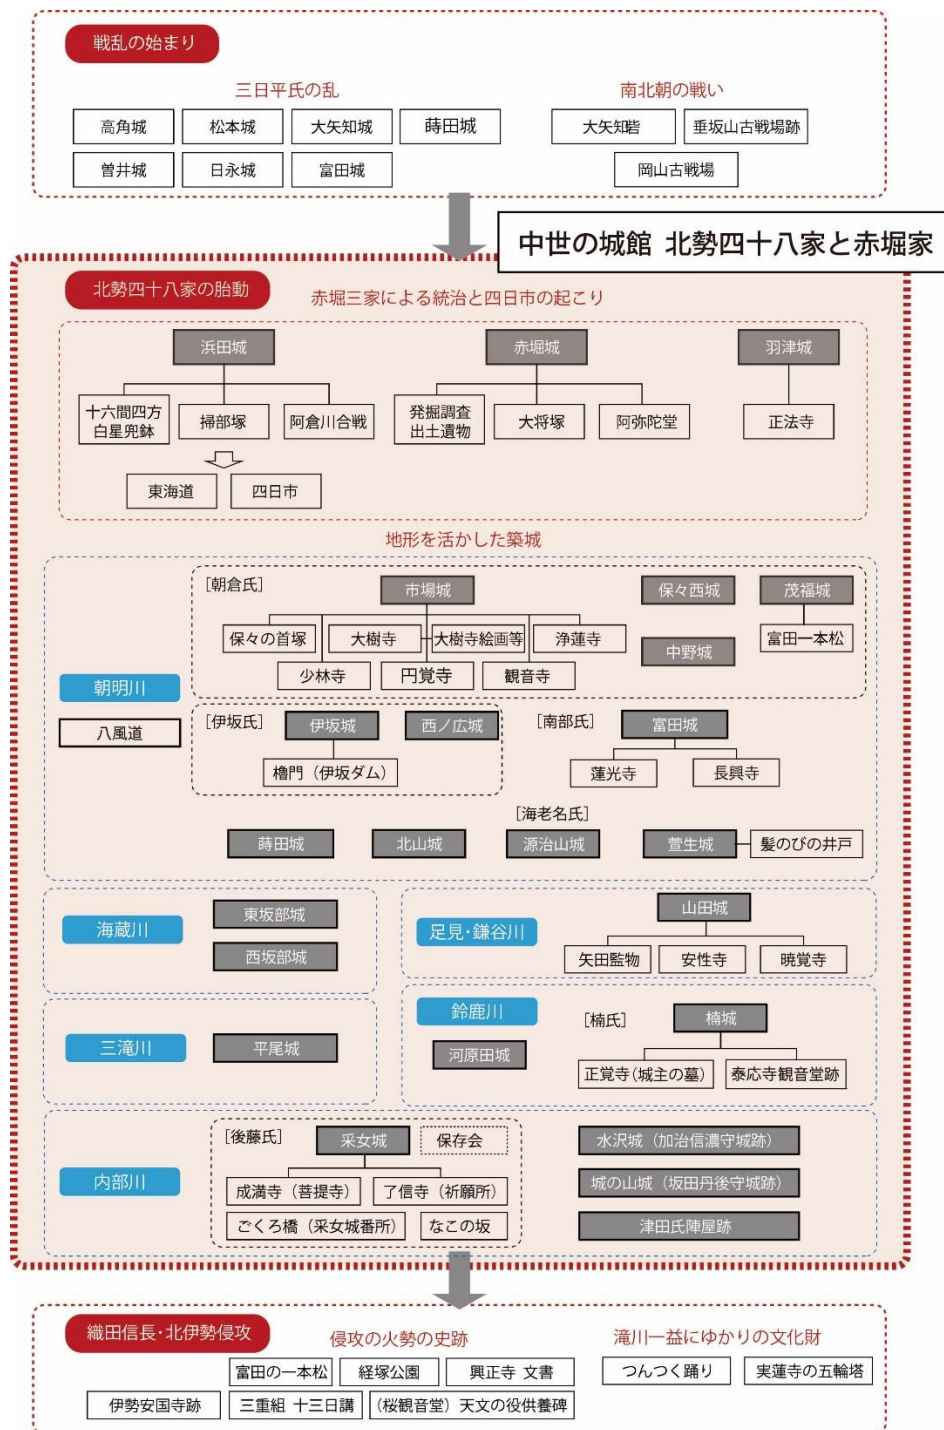 戦乱の始まり
三日平氏の乱
南北朝の戦い
高角城
松本城
大矢知城
蒔田城
大矢知砦
垂坂山古戦場跡
曽井城
日永城
富田城
岡山古戦場
中世の城館 北勢四十八家と赤堀家
北勢四十八家の胎動
赤堀三家による統治と四日市の起こり
浜田城
赤堀城
羽津城
十六間四方
白星兜鉢
掃部塚
阿倉川合戦
発掘調査
出土遺物
大将塚
阿弥陀堂
正法寺
東海道
四日市
地形を活かした築城
[朝倉氏]
市場城
保々西城
茂福城
保々の首塚
大樹寺
大樹寺絵画等
浄蓮寺
中野城
富田一本松
少林寺
円覚寺
観音寺
朝明川
八風道
[伊坂氏]
伊坂城
西ノ広城
[南部氏]
富田城
櫓門（伊坂ダム）
蓮光寺
長興寺
[海老名氏]
蒔田城
北山城
源治山城
萱生城
髪のびの井戸
海蔵川
東坂部城
西坂部城
足見・鎌谷川
山田城
矢田監物
安性寺
暁覚寺
三滝川
平尾城
鈴鹿川
河原田城
[楠氏]
楠城
正覚寺（城主の墓）
泰応寺観音堂跡
内部川
[後藤氏]
采女城
保存会
成満寺（菩提寺）
了信寺（祈願所）
ごくろ橋（采女城番所）
なこの坂
水沢城（加治信濃守城跡）
城の山城（坂田丹後守城跡）
津田氏陣屋跡
織田信長・北伊勢侵攻
侵攻の火勢の史跡
滝川一益にゆかりの文化財
富田の一本松
経塚公園
興正寺 文書
つんつく踊り
実蓮寺の五輪塔
伊勢安国寺跡
三重組 十三日講
（桜観音堂）天文の役供養碑